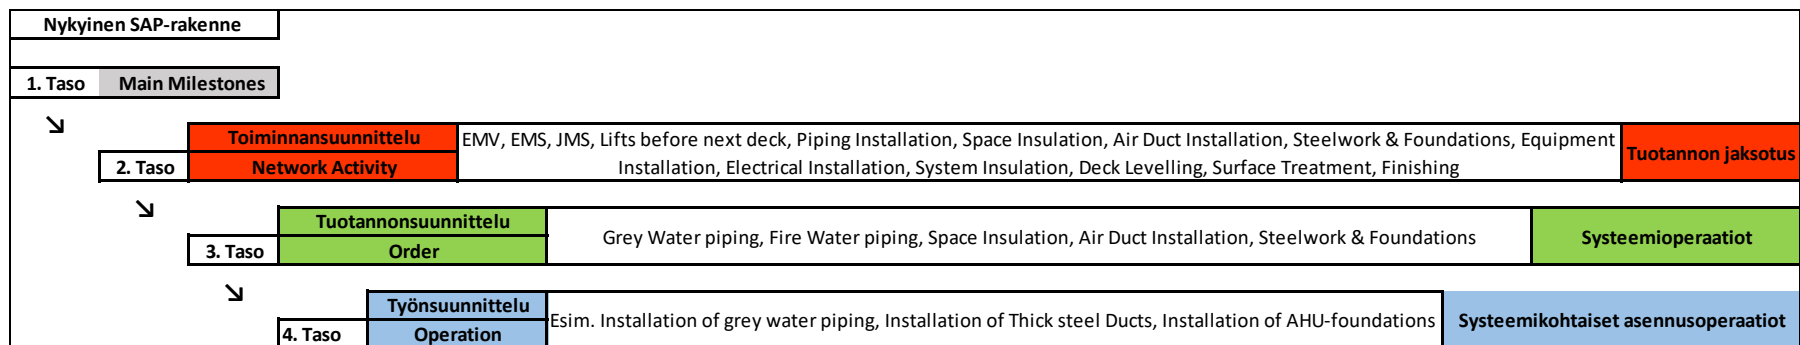 Nykyinen SAP-rakenne
1. Taso Main Milestones
Toiminnansuunnittelu
2. Taso Network Activity
EMV, EMS, JMS, Lifts before next deck, Piping Installation, Space Insulation, Air Duct Installation, Steelwork & Foundations, Equipment
Installation, Electrical Installation, System Insulation, Deck Levelling, Surface Treatment, Finishing
Tuotannon jaksotus
Tuotannonsuunnittelu
3. Taso Order
Grey Water piping, Fire Water piping, Space Insulation, Air Duct Installation, Steelwork & Foundations
Systeemioperaatiot
Työnsuunnittelu
4. Taso Operation
Esim. Installation of grey water piping, Installation of Thick steel Ducts, Installation of AHU-foundations
Systeemikohtaiset asennusoperaatiot